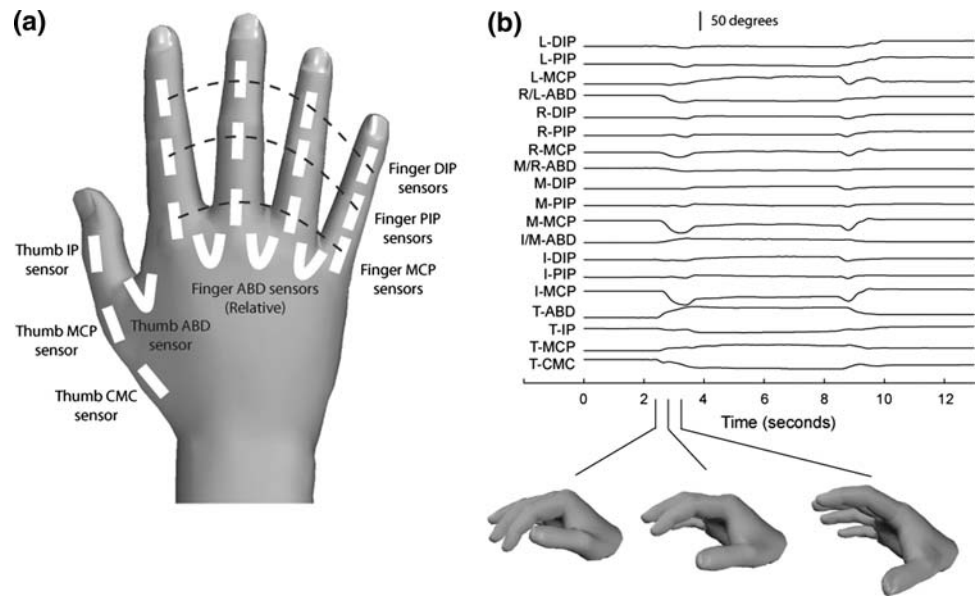 (a)
Finger DIP
sensors
Finger PIP
sensors
Finger MCP
sensors
Thumb IP
sensor
Finger ABD sensors
(Relative)
Thumb MCP
sensor
Thumb ABD
sensor
Thumb CMC
sensor
(b)
50 degrees
L-DIP
L-PIP
L-MCP
R/L-ABD
R-DIP
R-PIP
R-MCP
M/R-ABD
M-DIP
M-PIP
M-MCP
I/M-ABD
I-DIP
I-PIP
I-MCP
T-ABD
T-IP
T-MCP
T-CMC
0 2 4 6 8 10 12
Time (seconds)